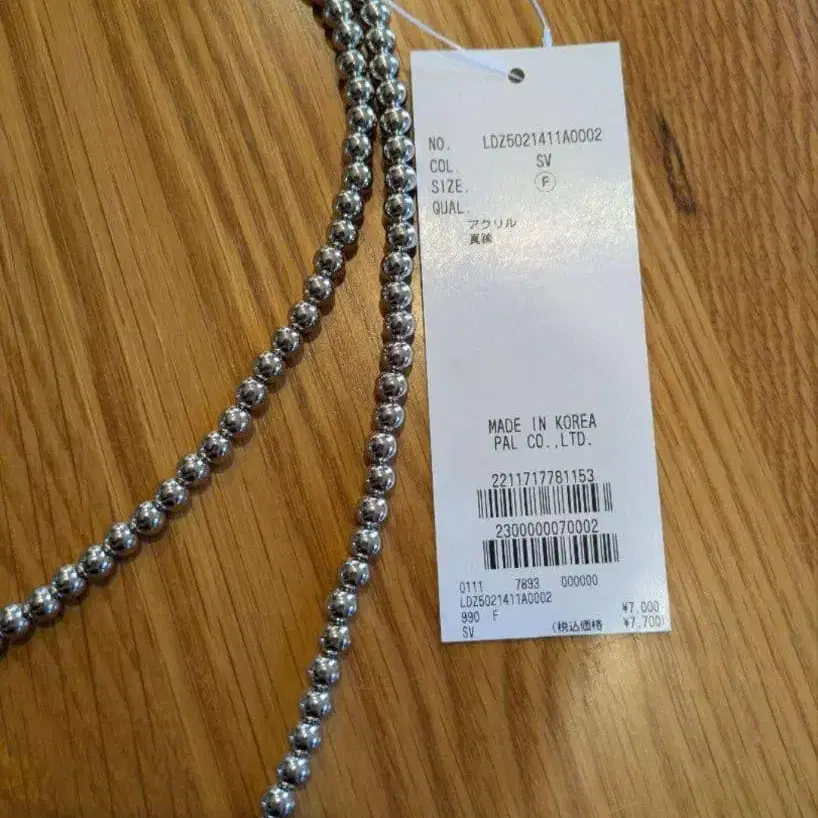 NO. LDZ5021411A0002
COL. SV
SIZE. F
QUAL.
アクリル
真鍮
MADE IN KOREA
PAL CO.,LTD.
2211717781153
2300000070002
0111 7893 000000
LDZ5021411A0002
990 F ¥7,000
SV (税込価格 ¥7,700)